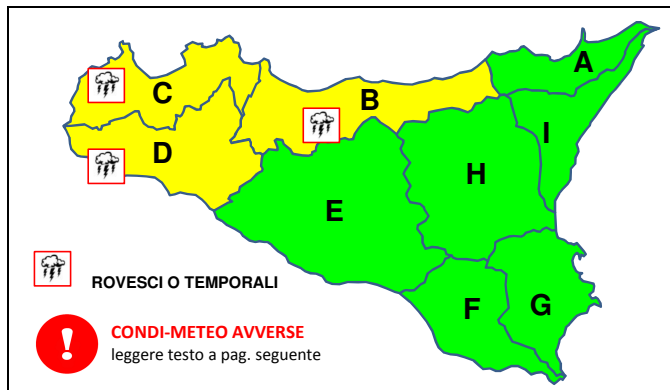 A
C
B
I
D
H
E
F
G
ROVESCI O TEMPORALI
CONDI-METEO AVVERSE
leggere testo a pag. seguente